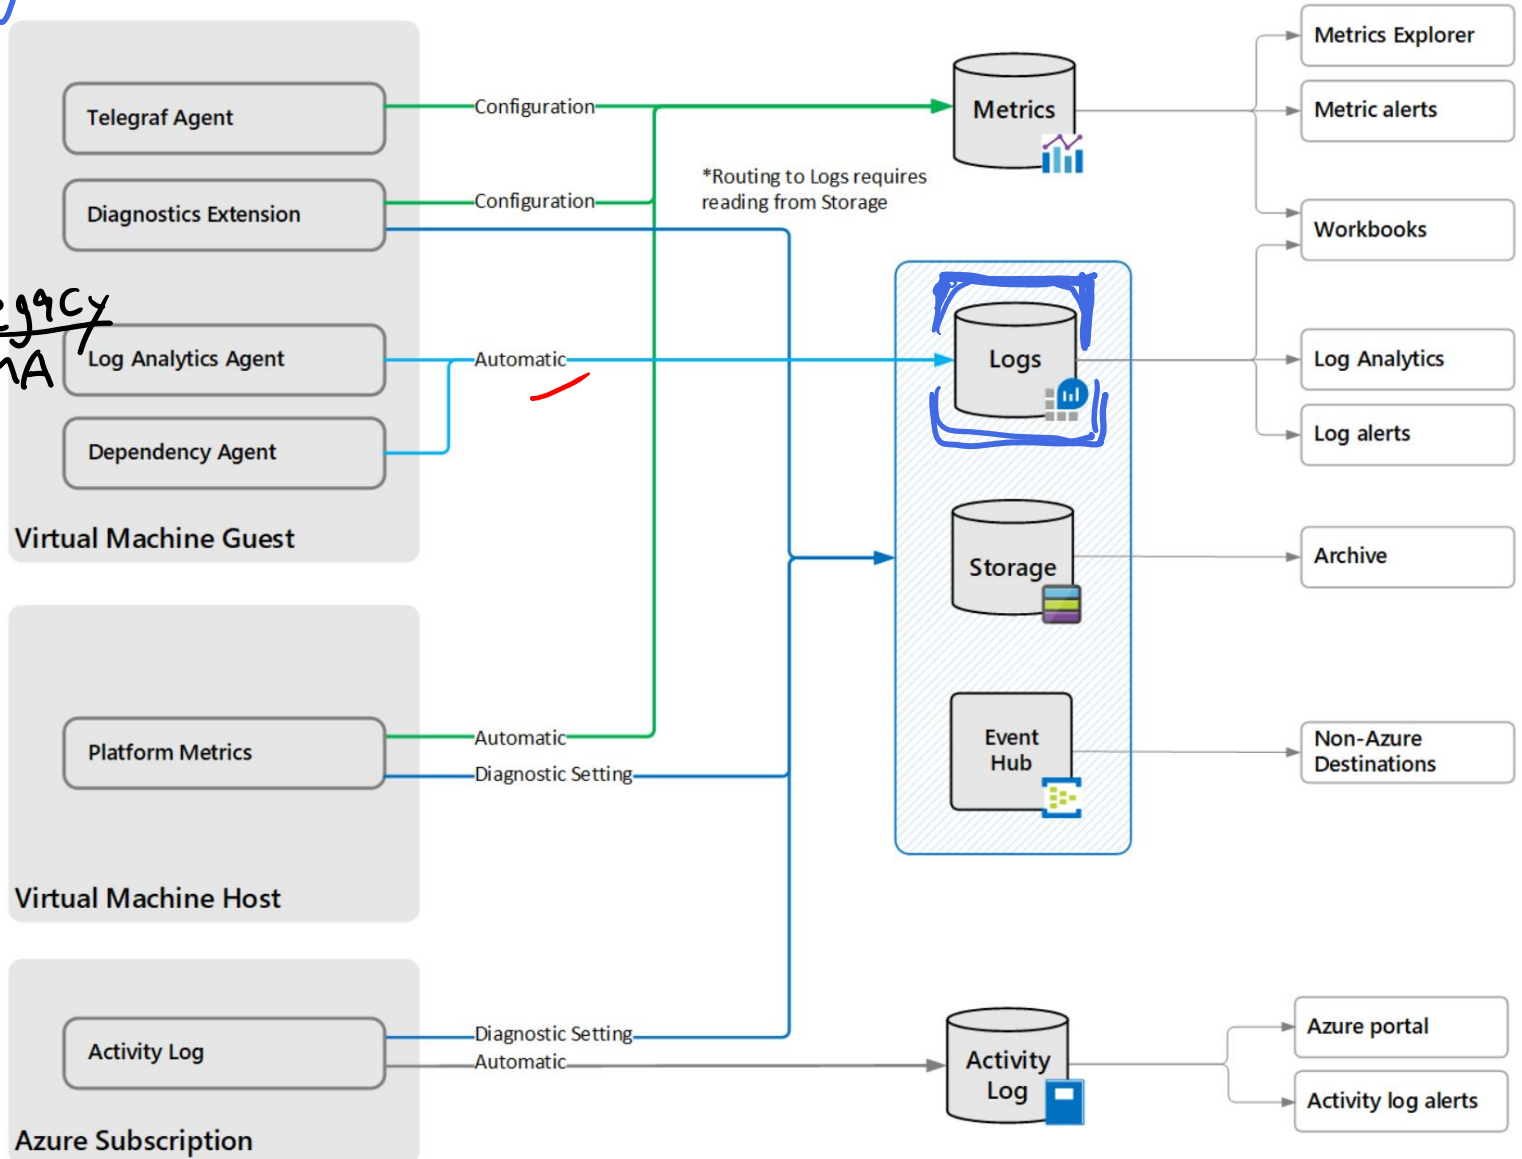 Telegraf Agent
Configuration
Metrics
Metrics Explorer
Metric alerts
Diagnostics Extension
Configuration
*Routing to Logs requires
reading from Storage
Workbooks
Log Analytics Agent
Automatic
Logs
Log Analytics
Dependency Agent
Log alerts
Virtual Machine Guest
Storage
Archive
Platform Metrics
Automatic
Diagnostic Setting
Event
Hub
Non-Azure
Destinations
Virtual Machine Host
Activity Log
Diagnostic Setting
Automatic
Activity
Log
Azure portal
Activity log alerts
Azure Subscription